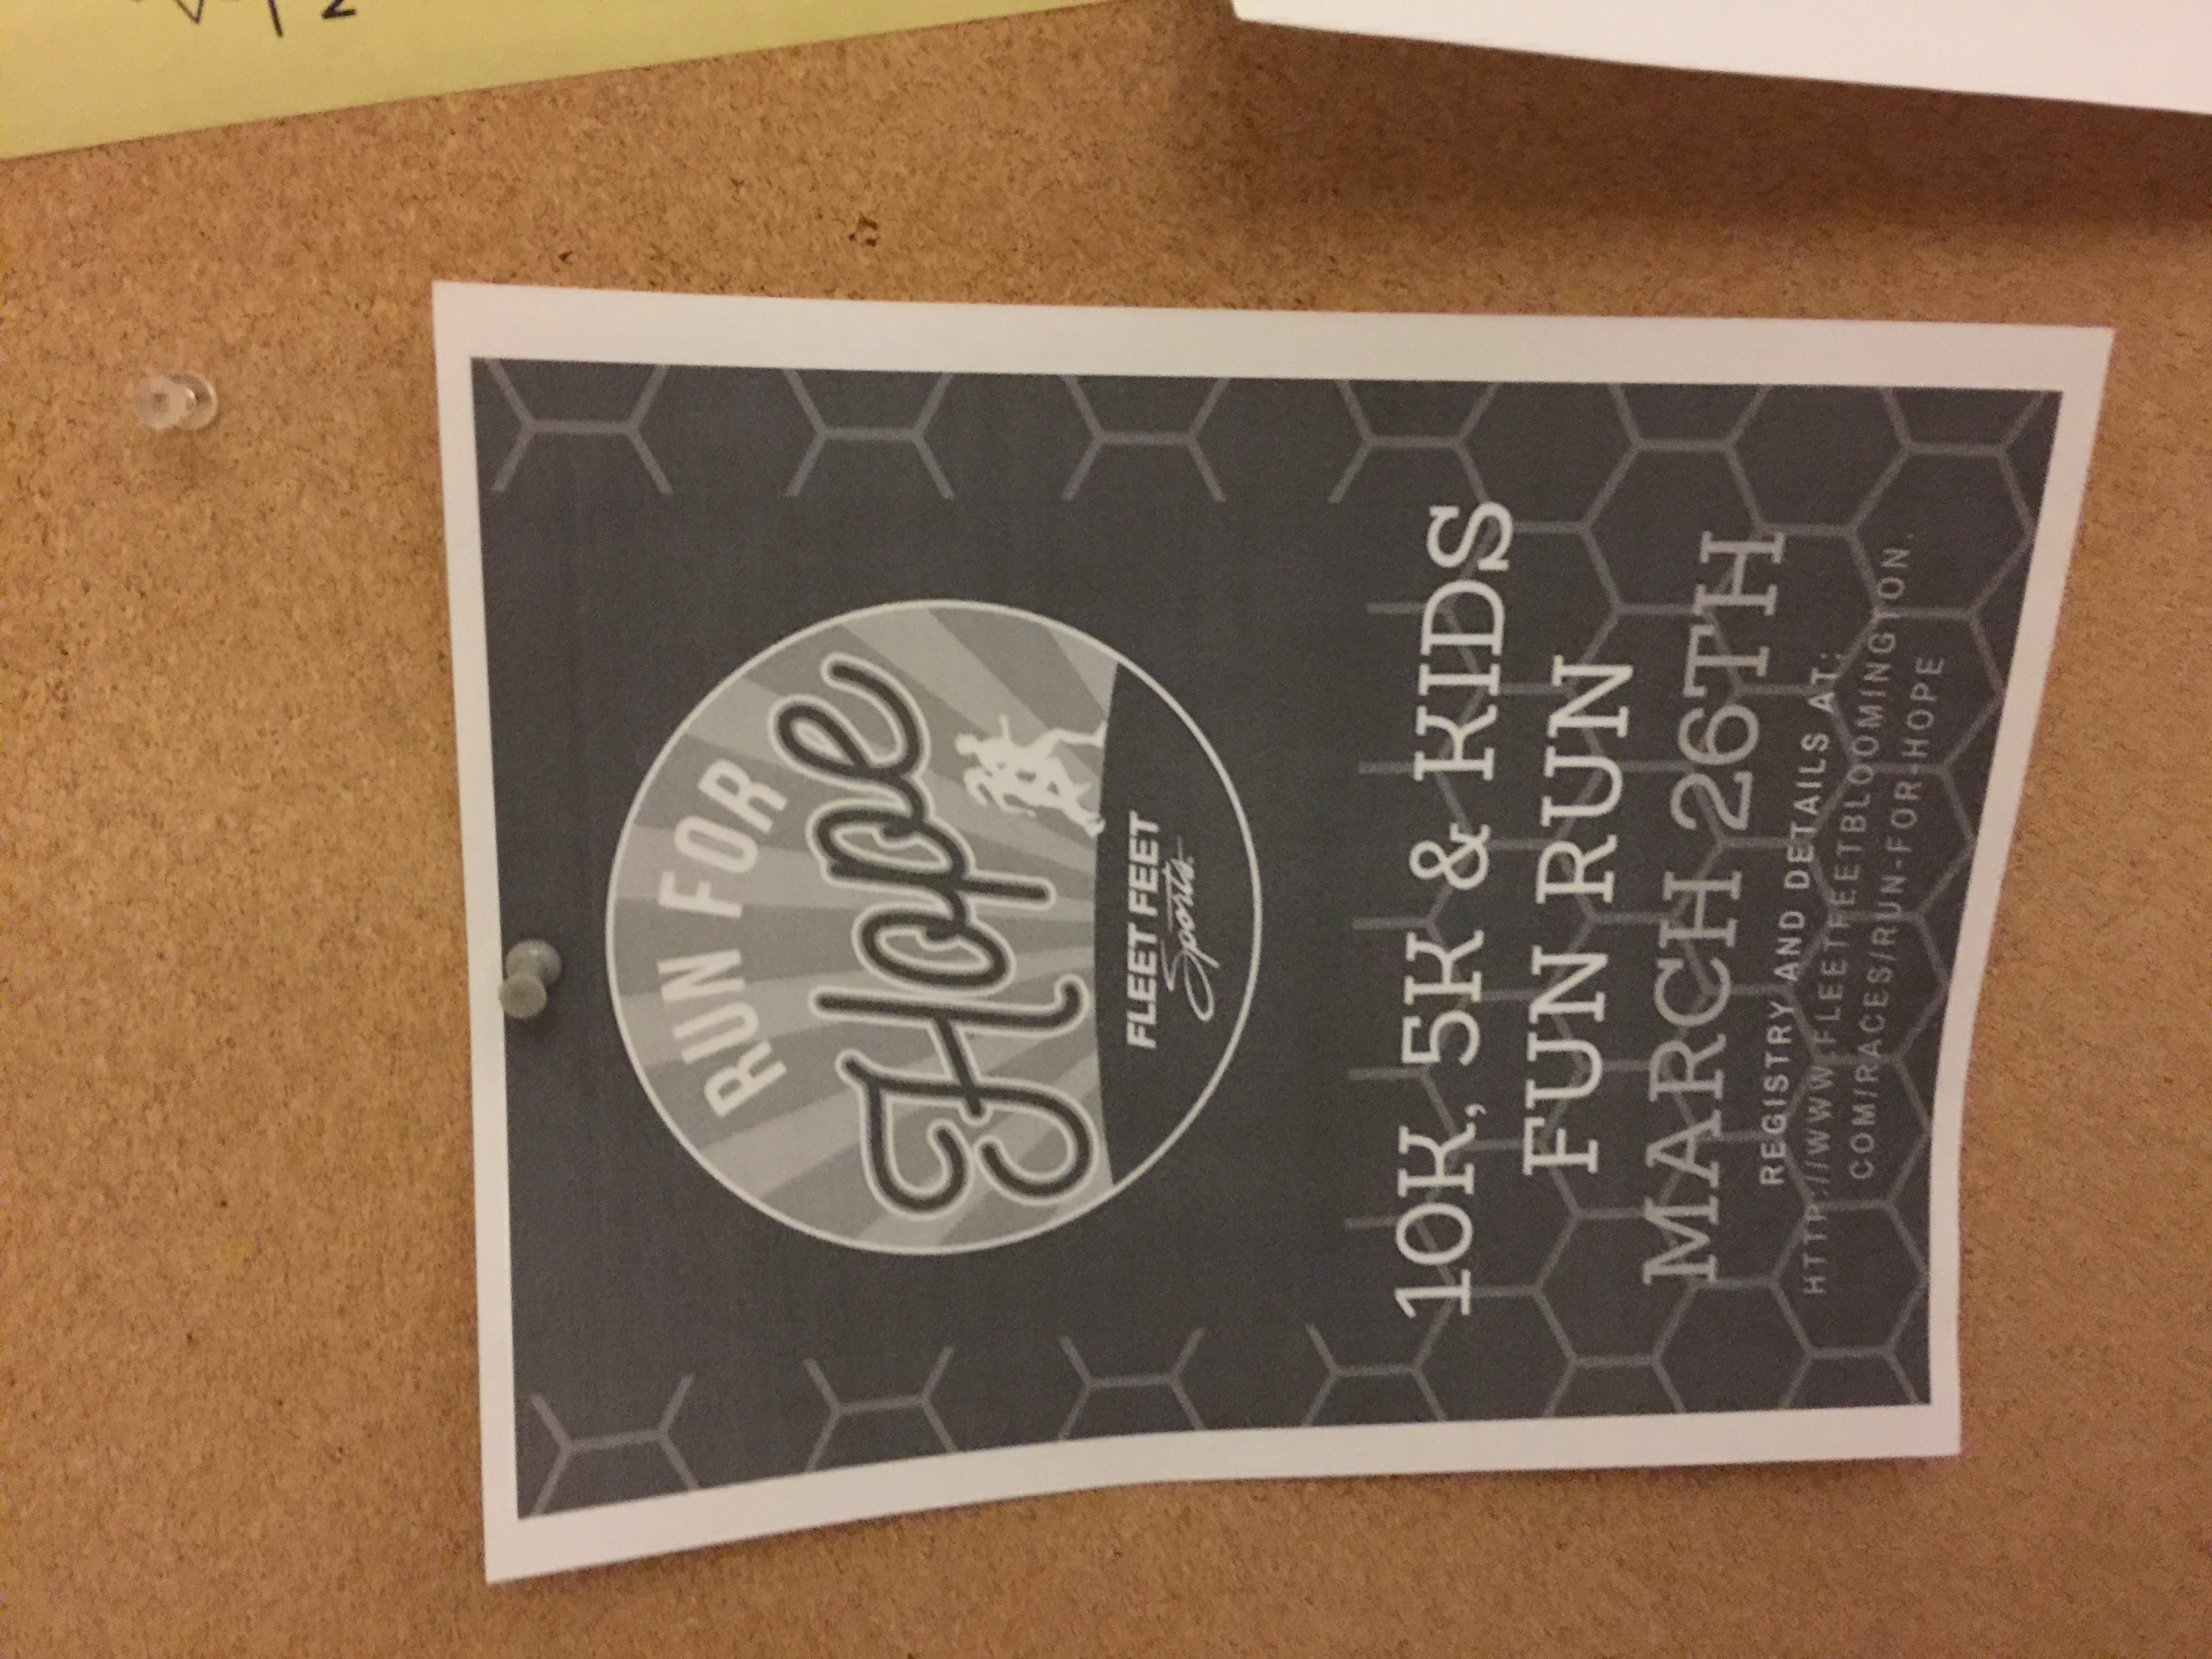 RUN FOR
Hope
FLEET FEET
Sports
10K, 5K & KIDS
FUN RUN
MARCH 26TH
REGISTRY AND DETAILS AT:
HTTP://WWW.FLEETFEETBLOOMINGTON.
COM/RACES/RUN-FOR-HOPE